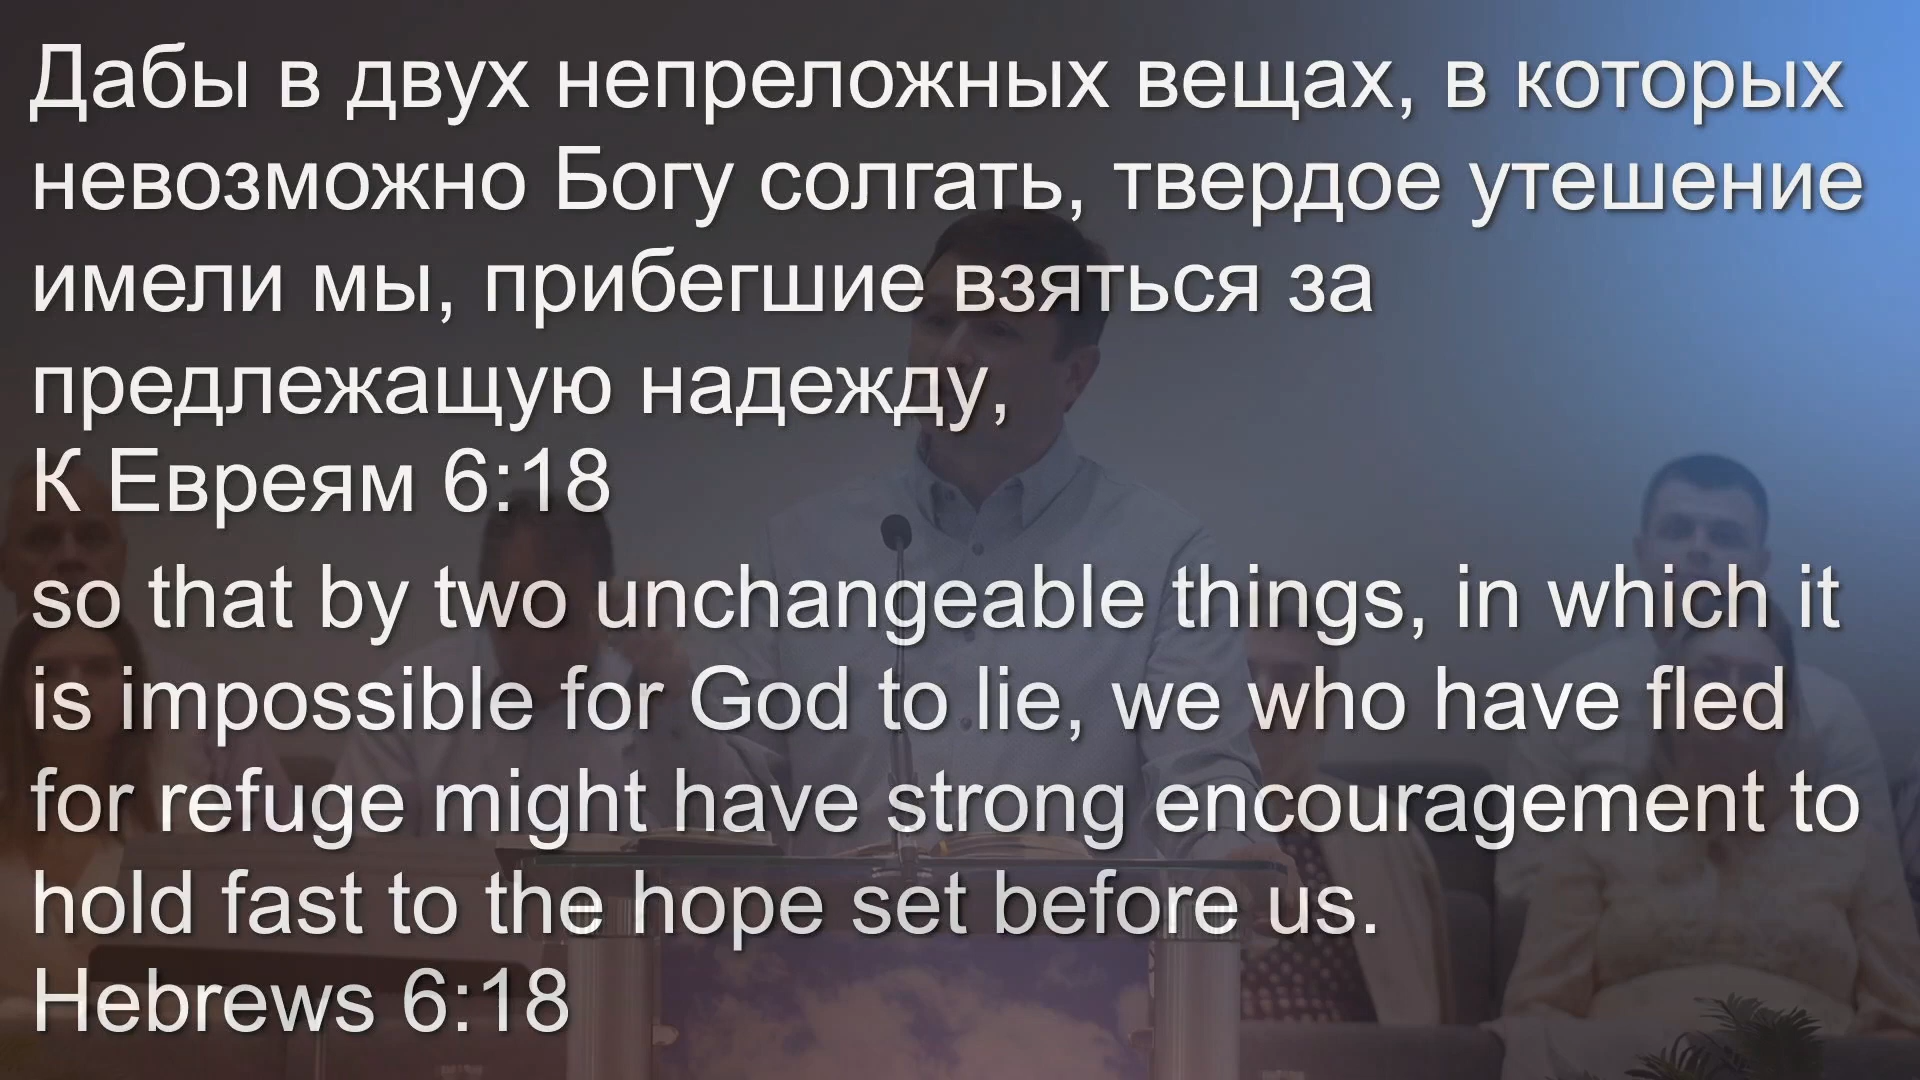 Дабы в двух непреложных вещах, в которых
невозможно Богу солгать, твердое утешение
имели мы, прибегшие взяться за
предлежащую надежду,
К Евреям 6:18
so that by two unchangeable things, in which it
is impossible for God to lie, we who have fled
for refuge might have strong encouragement to
hold fast to the hope set before us.
Hebrews 6:18